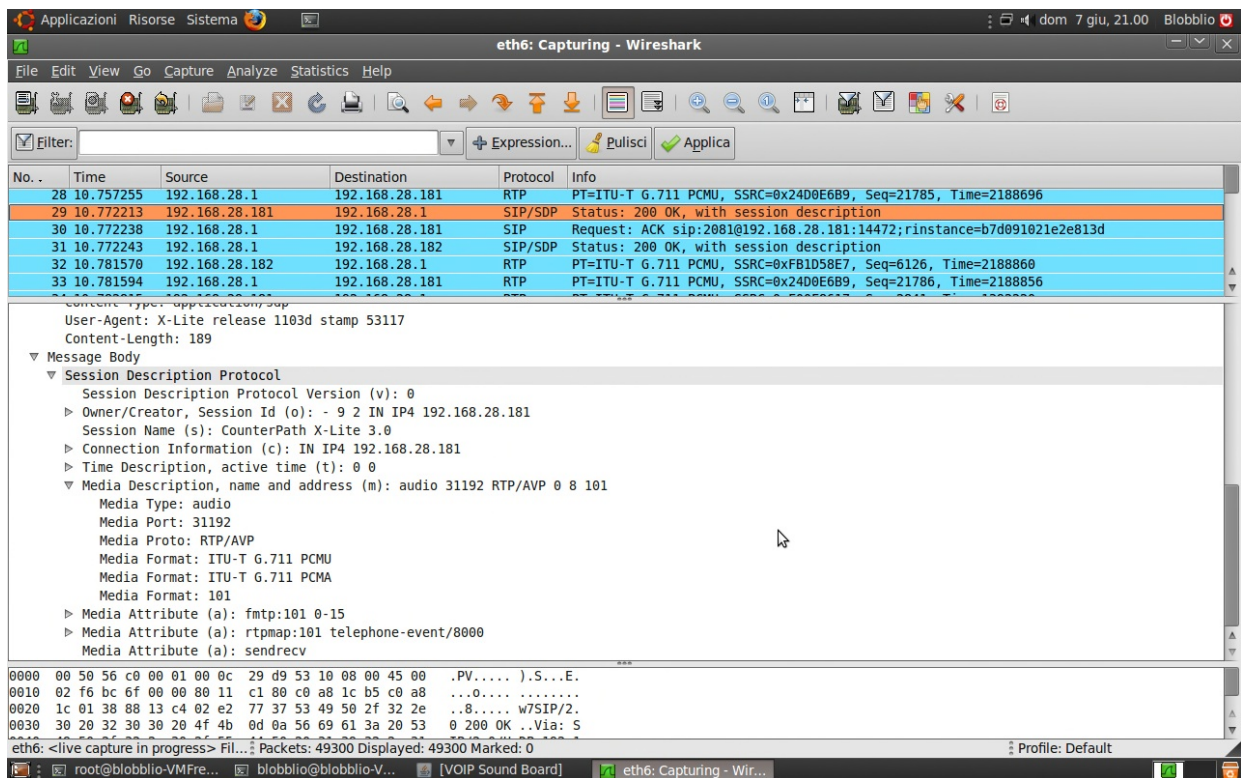 Applicazioni Risorse Sistema dom 7 giu, 21.00 Blobblio
eth6: Capturing - Wireshark
File Edit View Go Capture Analyze Statistics Help
Filter: Expression... Pulisci Applica
No. . Time Source Destination Protocol Info
28 10.757255 192.168.28.1 192.168.28.181 RTP PT=ITU-T G.711 PCMU, SSRC=0x24D0E6B9, Seq=21785, Time=2188696
29 10.772213 192.168.28.181 192.168.28.1 SIP/SDP Status: 200 OK, with session description
30 10.772238 192.168.28.1 192.168.28.181 SIP Request: ACK sip:2081@192.168.28.181:14472;rinstance=b7d091021e2e813d
31 10.772243 192.168.28.1 192.168.28.182 SIP/SDP Status: 200 OK, with session description
32 10.781570 192.168.28.182 192.168.28.1 RTP PT=ITU-T G.711 PCMU, SSRC=0xFB1D58E7, Seq=6126, Time=2188860
33 10.781594 192.168.28.1 192.168.28.181 RTP PT=ITU-T G.711 PCMU, SSRC=0x24D0E6B9, Seq=21786, Time=2188856
Content-Type: application/sdp
User-Agent: X-Lite release 1103d stamp 53117
Content-Length: 189
Message Body
Session Description Protocol
Session Description Protocol Version (v): 0
Owner/Creator, Session Id (o): - 9 2 IN IP4 192.168.28.181
Session Name (s): CounterPath X-Lite 3.0
Connection Information (c): IN IP4 192.168.28.181
Time Description, active time (t): 0 0
Media Description, name and address (m): audio 31192 RTP/AVP 0 8 101
Media Type: audio
Media Port: 31192
Media Proto: RTP/AVP
Media Format: ITU-T G.711 PCMU
Media Format: ITU-T G.711 PCMA
Media Format: 101
Media Attribute (a): fmtp:101 0-15
Media Attribute (a): rtpmap:101 telephone-event/8000
Media Attribute (a): sendrecv
0000 00 50 56 c0 00 01 00 0c 29 d9 53 10 08 00 45 00 .PV..... ).S...E.
0010 02 f6 bc 6f 00 00 80 11 c1 80 c0 a8 1c b5 c0 a8 ...o.... ........
0020 1c 01 38 88 13 c4 02 e2 77 37 53 49 50 2f 32 2e ..8..... w7SIP/2.
0030 30 20 32 30 30 20 4f 4b 0d 0a 56 69 61 3a 20 53 0 200 OK ..Via: S
eth6: <live capture in progress> Fil... Packets: 49300 Displayed: 49300 Marked: 0 Profile: Default
root@blobblio-VMFre... blobblio@blobblio-V... [VOIP Sound Board] eth6: Capturing - Wir...